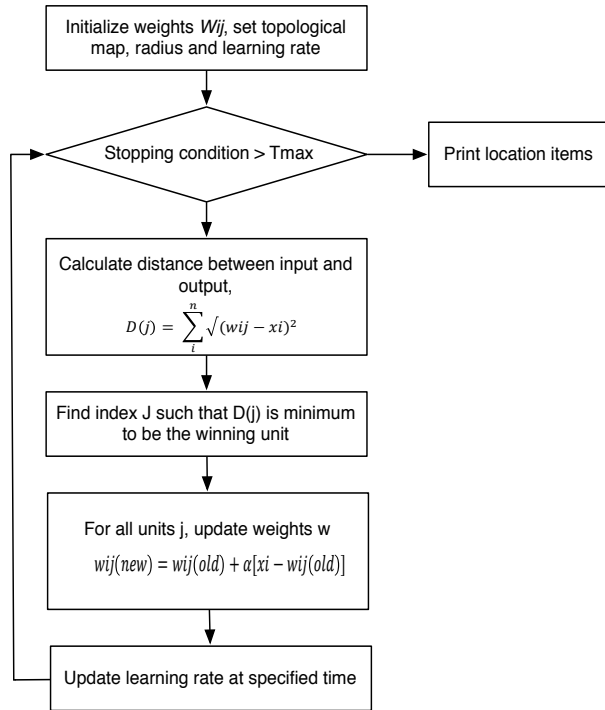 Initialize weights Wij, set topological
map, radius and learning rate
Stopping condition > Tmax
Print location items
Calculate distance between input and
output,
D(j) = ∑_i^n √(wij − xi)²
Find index J such that D(j) is minimum
to be the winning unit
For all units j, update weights w
wij(new) = wij(old) + α[xi − wij(old)]
Update learning rate at specified time